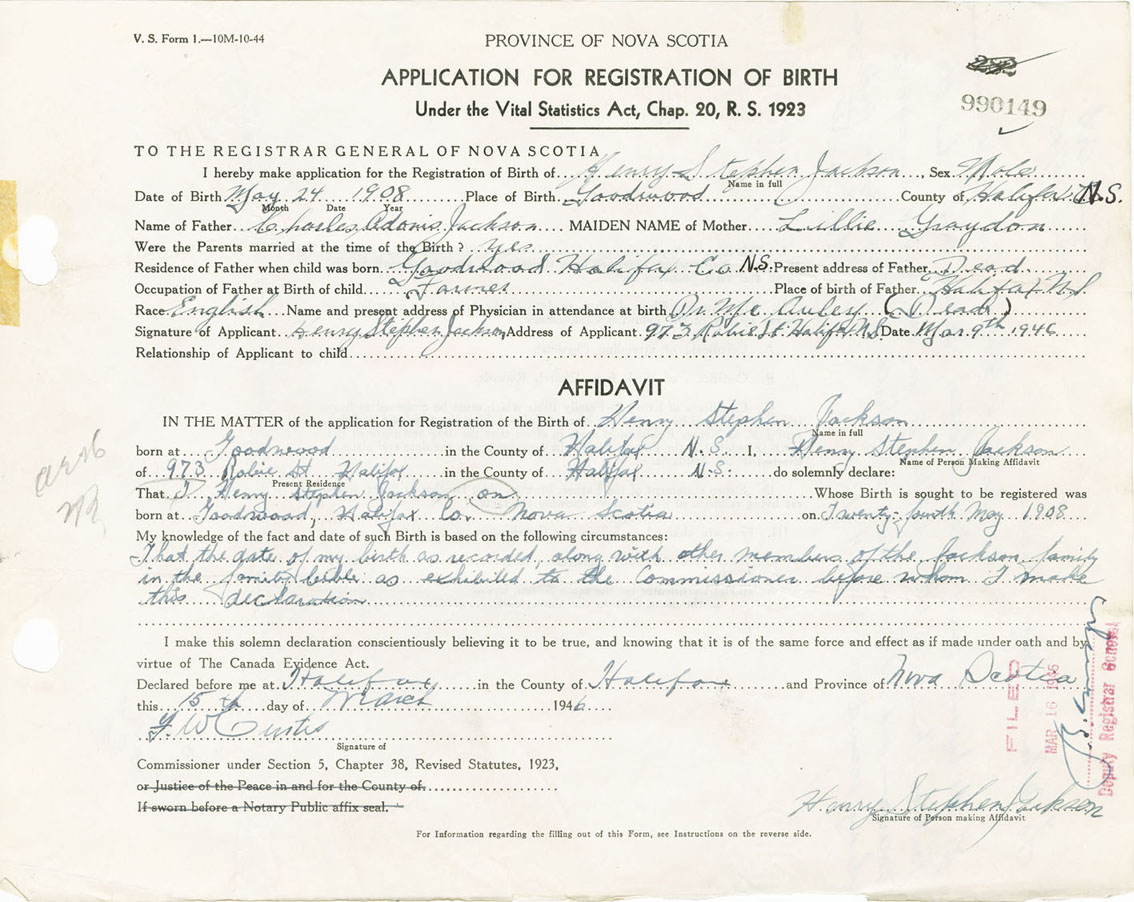 V. S. Form 1.—10M-10-44
PROVINCE OF NOVA SCOTIA
APPLICATION FOR REGISTRATION OF BIRTH
Under the Vital Statistics Act, Chap. 20, R. S. 1923
990149
TO THE REGISTRAR GENERAL OF NOVA SCOTIA
I hereby make application for the Registration of Birth of Henry Stephen Jackson, Sex Male
Name in full
Date of Birth May 24 1908 Place of Birth Goodwood County of Halifax N.S.
Month Date Year
Name of Father Charles Adonis Jackson MAIDEN NAME of Mother Lillie Graydon
Were the Parents married at the time of the Birth? yes
Residence of Father when child was born Goodwood Halifax Co N.S. Present address of Father Dead
Occupation of Father at Birth of child Farmer Place of birth of Father Halifax N.S
Race English Name and present address of Physician in attendance at birth Dr. Mc Auley (Dead)
Signature of Applicant Henry Stephen Jackson, Address of Applicant 973 Robie St Halifax N.S. Date Mar 9th 1946
Relationship of Applicant to child
AFFIDAVIT
IN THE MATTER of the application for Registration of the Birth of Henry Stephen Jackson
Name in full
born at Goodwood in the County of Halifax N.S. I, Henry Stephen Jackson
Name of Person Making Affidavit
of 973 Robie St. Halifax in the County of Halifax N.S. do solemnly declare:
Present Residence
That I Henry Stephen Jackson on Whose Birth is sought to be registered was
born at Goodwood, Halifax Co. Nova Scotia on Twenty-fourth May 1908
My knowledge of the fact and date of such Birth is based on the following circumstances:
That the date of my birth as recorded, along with other members of the Jackson family
in the family bible as exhibited to the Commissioner before whom I make
this declaration
I make this solemn declaration conscientiously believing it to be true, and knowing that it is of the same force and effect as if made under oath and by
virtue of The Canada Evidence Act.
Declared before me at Halifax in the County of Halifax and Province of Nova Scotia
this 15th day of March 1946
F W Curtis
Signature of
Commissioner under Section 5, Chapter 38, Revised Statutes, 1923,
or Justice of the Peace in and for the County of
If sworn before a Notary Public affix seal.
FILED
MAR 16 1946
Deputy Registrar General
Henry Stephen Jackson
Signature of Person making Affidavit
For Information regarding the filling out of this Form, see Instructions on the reverse side.